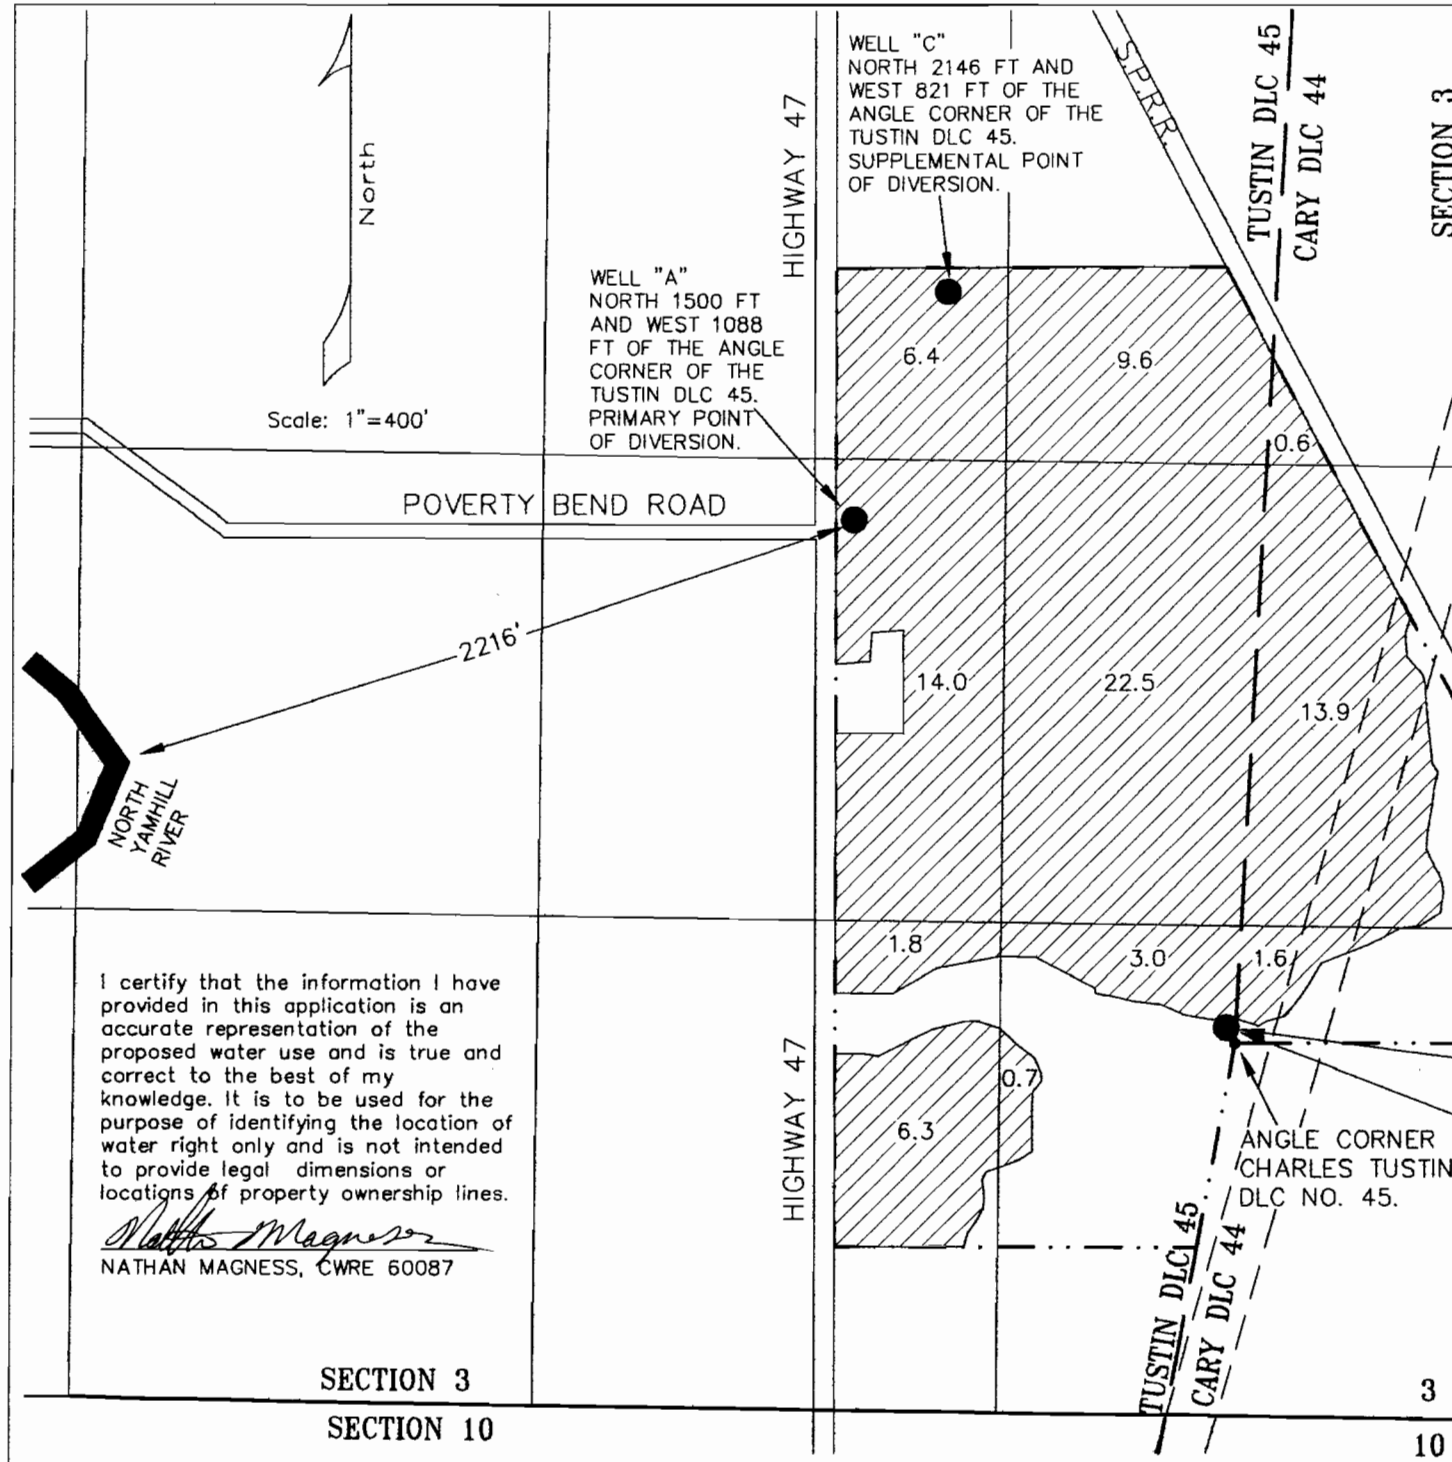 North
Scale: 1"=400'
WELL "C"
NORTH 2146 FT AND
WEST 821 FT OF THE
ANGLE CORNER OF THE
TUSTIN DLC 45.
SUPPLEMENTAL POINT
OF DIVERSION.
HIGHWAY 47
S.P.R.R.
TUSTIN DLC 45
CARY DLC 44
SECTION 3
WELL "A"
NORTH 1500 FT
AND WEST 1088
FT OF THE ANGLE
CORNER OF THE
TUSTIN DLC 45.
PRIMARY POINT
OF DIVERSION.
6.4
9.6
0.6
POVERTY BEND ROAD
2216'
14.0
22.5
13.9
NORTH
YAMHILL
RIVER
1.8
3.0
1.6
I certify that the information I have
provided in this application is an
accurate representation of the
proposed water use and is true and
correct to the best of my
knowledge. It is to be used for the
purpose of identifying the location of
water right only and is not intended
to provide legal dimensions or
locations of property ownership lines.
Nathan Magness
NATHAN MAGNESS, CWRE 60087
HIGHWAY 47
0.7
6.3
ANGLE CORNER
CHARLES TUSTIN
DLC NO. 45.
TUSTIN DLC 45
CARY DLC 44
SECTION 3
SECTION 10
3
10